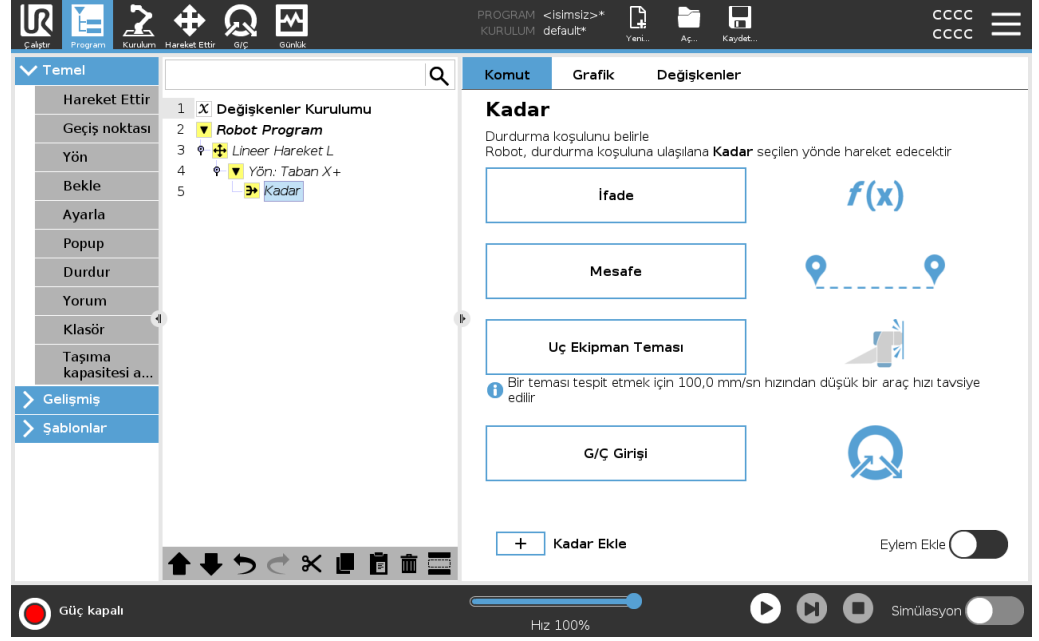 PROGRAM <isimsiz>*
KURULUM default*
Yeni...
Aç...
Kaydet...
CCCC
CCCC
Çalıştır
Program
Kurulum
Hareket Ettir
G/Ç
Günlük
Temel
Hareket Ettir
Geçiş noktası
Yön
Bekle
Ayarla
Popup
Durdur
Yorum
Klasör
Taşıma
kapasitesi a...
Gelişmiş
Şablonlar
1 X Değişkenler Kurulumu
2 Robot Program
3 Lineer Hareket L
4 Yön: Taban X+
5 Kadar
Komut
Grafik
Değişkenler
Kadar
Durdurma koşulunu belirle
Robot, durdurma koşuluna ulaşılana Kadar seçilen yönde hareket edecektir
İfade
f(x)
Mesafe
Uç Ekipman Teması
Bir teması tespit etmek için 100,0 mm/sn hızından düşük bir araç hızı tavsiye
edilir
G/Ç Girişi
+ Kadar Ekle
Eylem Ekle
Güç kapalı
Hız 100%
Simülasyon